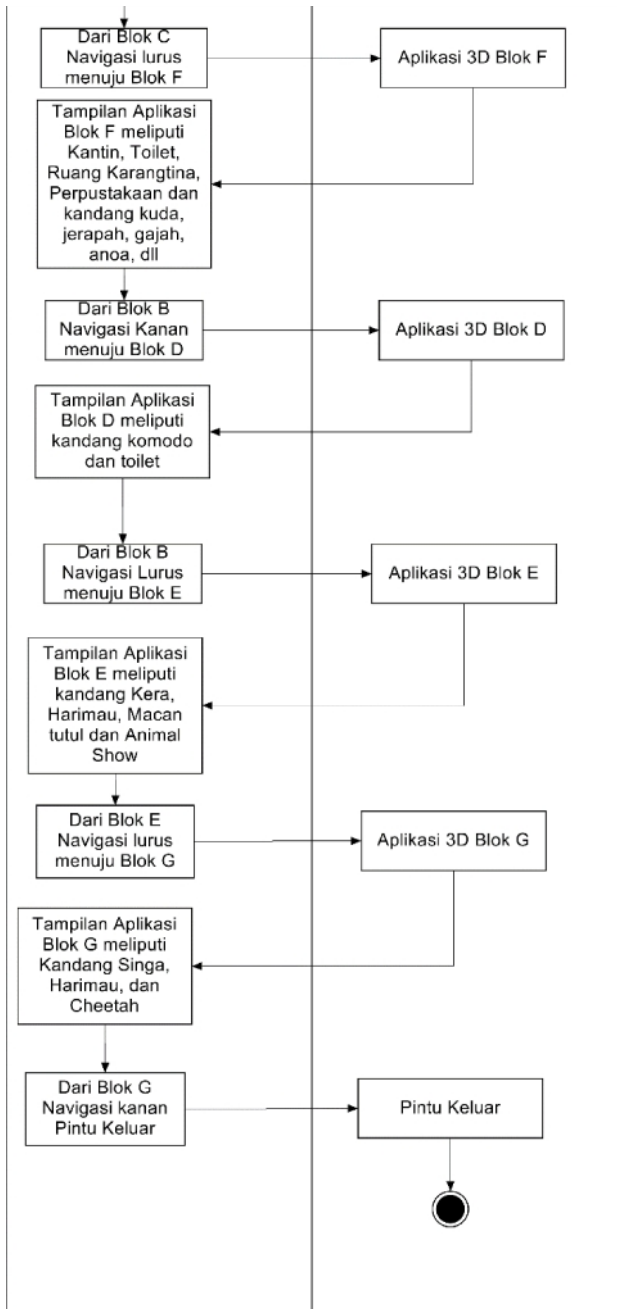 Dari Blok C
Navigasi lurus
menuju Blok F
Aplikasi 3D Blok F
Tampilan Aplikasi
Blok F meliputi
Kantin, Toilet,
Ruang Karangtina,
Perpustakaan dan
kandang kuda,
jerapah, gajah,
anoa, dll
Dari Blok B
Navigasi Kanan
menuju Blok D
Aplikasi 3D Blok D
Tampilan Aplikasi
Blok D meliputi
kandang komodo
dan toilet
Dari Blok B
Navigasi Lurus
menuju Blok E
Aplikasi 3D Blok E
Tampilan Aplikasi
Blok E meliputi
kandang Kera,
Harimau, Macan
tutul dan Animal
Show
Dari Blok E
Navigasi lurus
menuju Blok G
Aplikasi 3D Blok G
Tampilan Aplikasi
Blok G meliputi
Kandang Singa,
Harimau, dan
Cheetah
Dari Blok G
Navigasi kanan
Pintu Keluar
Pintu Keluar